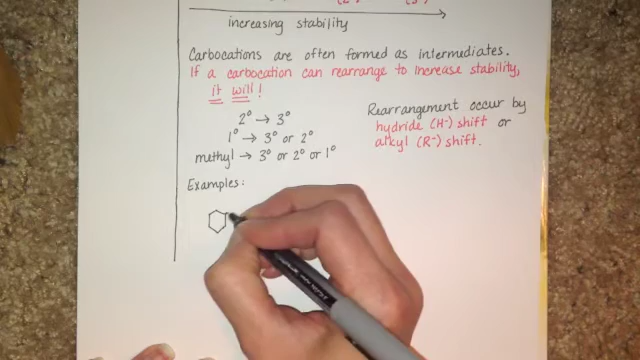 (2°) (3°)
increasing stability
Carbocations are often formed as intermediates.
If a carbocation can rearrange to increase stability,
it will!
2° → 3°
1° → 3° or 2°
methyl → 3° or 2° or 1°
Rearrangement occur by
hydride (H⁻) shift or
alkyl (R⁻) shift.
Examples: